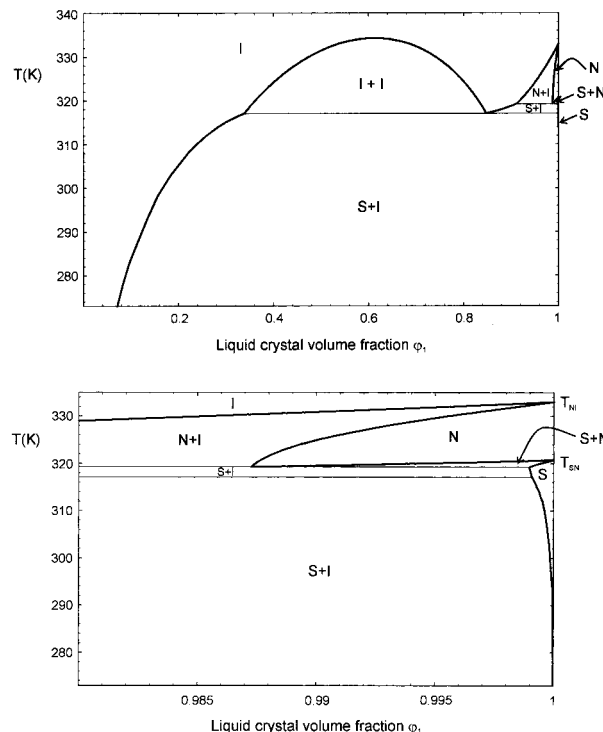 340
330
320
310
300
290
280
T(K)
I
I + I
N+I
S+I
N
S+N
S
S+I
0.2
0.4
0.6
0.8
1
Liquid crystal volume fraction φ₁
330
320
310
300
290
280
T(K)
I
T_NI
N+I
N
S+N
T_SN
S+I
S
S+I
0.985
0.99
0.995
1
Liquid crystal volume fraction φ₁